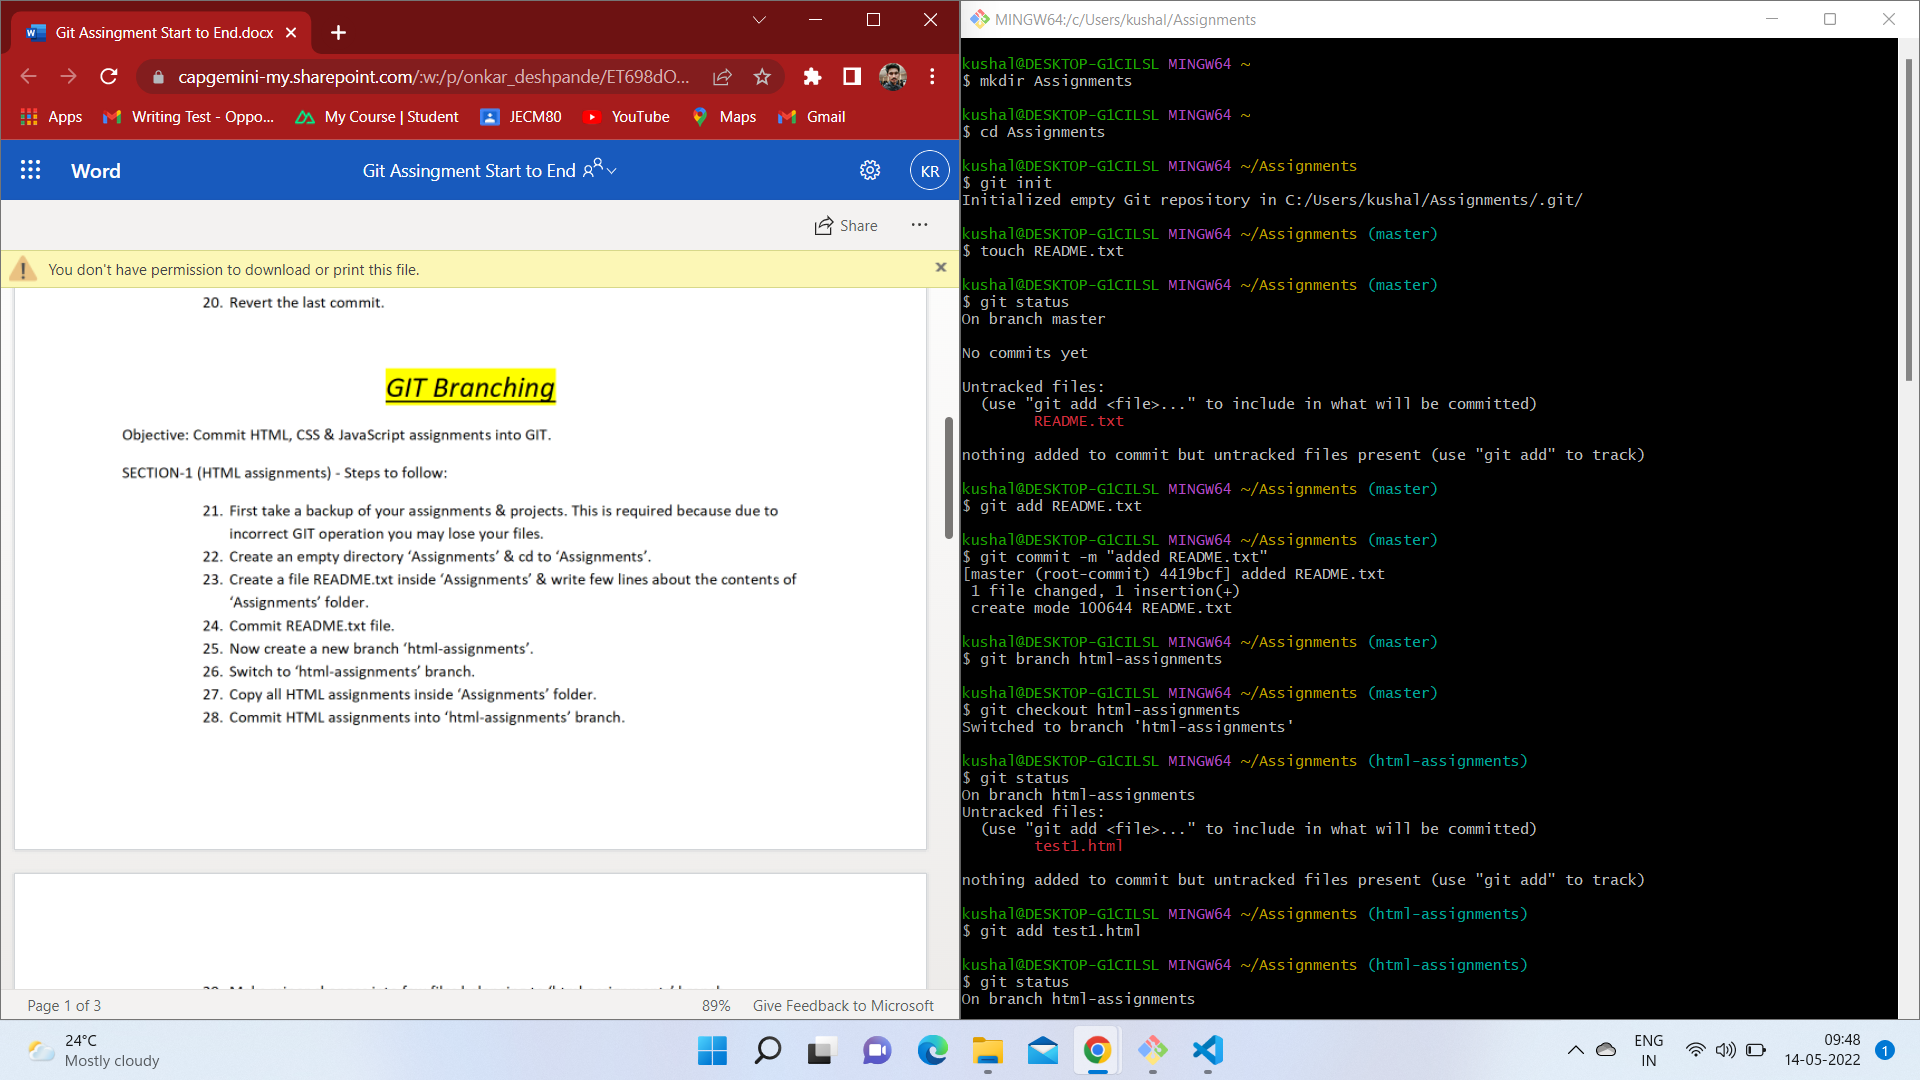 Git Assingment Start to End.docx
capgemini-my.sharepoint.com/:w:/p/onkar_deshpande/ET698dO...
Apps
Writing Test - Oppo...
My Course | Student
JECM80
YouTube
Maps
Gmail
Word
Git Assingment Start to End
KR
Share
You don't have permission to download or print this file.
20. Revert the last commit.
GIT Branching
Objective: Commit HTML, CSS & JavaScript assignments into GIT.
SECTION-1 (HTML assignments) - Steps to follow:
21. First take a backup of your assignments & projects. This is required because due to
incorrect GIT operation you may lose your files.
22. Create an empty directory ‘Assignments’ & cd to ‘Assignments’.
23. Create a file README.txt inside ‘Assignments’ & write few lines about the contents of
‘Assignments’ folder.
24. Commit README.txt file.
25. Now create a new branch ‘html-assignments’.
26. Switch to ‘html-assignments’ branch.
27. Copy all HTML assignments inside ‘Assignments’ folder.
28. Commit HTML assignments into ‘html-assignments’ branch.
Page 1 of 3
89%
Give Feedback to Microsoft
MINGW64:/c/Users/kushal/Assignments
kushal@DESKTOP-G1CILSL MINGW64 ~
$ mkdir Assignments
kushal@DESKTOP-G1CILSL MINGW64 ~
$ cd Assignments
kushal@DESKTOP-G1CILSL MINGW64 ~/Assignments
$ git init
Initialized empty Git repository in C:/Users/kushal/Assignments/.git/
kushal@DESKTOP-G1CILSL MINGW64 ~/Assignments (master)
$ touch README.txt
kushal@DESKTOP-G1CILSL MINGW64 ~/Assignments (master)
$ git status
On branch master
No commits yet
Untracked files:
(use "git add <file>..." to include in what will be committed)
README.txt
nothing added to commit but untracked files present (use "git add" to track)
kushal@DESKTOP-G1CILSL MINGW64 ~/Assignments (master)
$ git add README.txt
kushal@DESKTOP-G1CILSL MINGW64 ~/Assignments (master)
$ git commit -m "added README.txt"
[master (root-commit) 4419bcf] added README.txt
1 file changed, 1 insertion(+)
create mode 100644 README.txt
kushal@DESKTOP-G1CILSL MINGW64 ~/Assignments (master)
$ git branch html-assignments
kushal@DESKTOP-G1CILSL MINGW64 ~/Assignments (master)
$ git checkout html-assignments
Switched to branch 'html-assignments'
kushal@DESKTOP-G1CILSL MINGW64 ~/Assignments (html-assignments)
$ git status
On branch html-assignments
Untracked files:
(use "git add <file>..." to include in what will be committed)
test1.html
nothing added to commit but untracked files present (use "git add" to track)
kushal@DESKTOP-G1CILSL MINGW64 ~/Assignments (html-assignments)
$ git add test1.html
kushal@DESKTOP-G1CILSL MINGW64 ~/Assignments (html-assignments)
$ git status
On branch html-assignments
24°C
Mostly cloudy
ENG
IN
09:48
14-05-2022
1